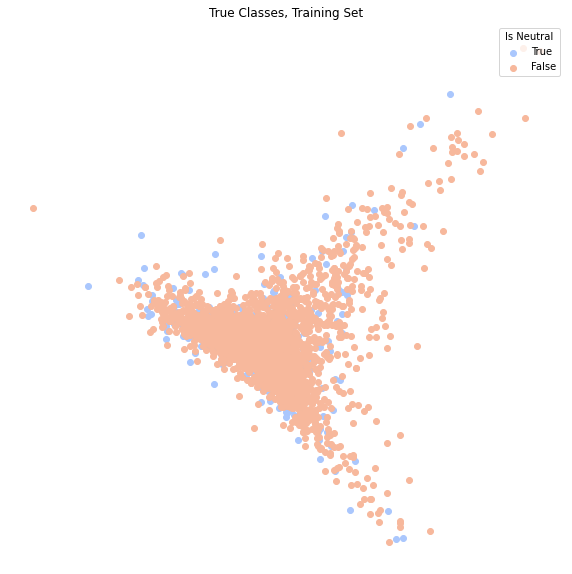 True Classes, Training Set
Is Neutral
True
False